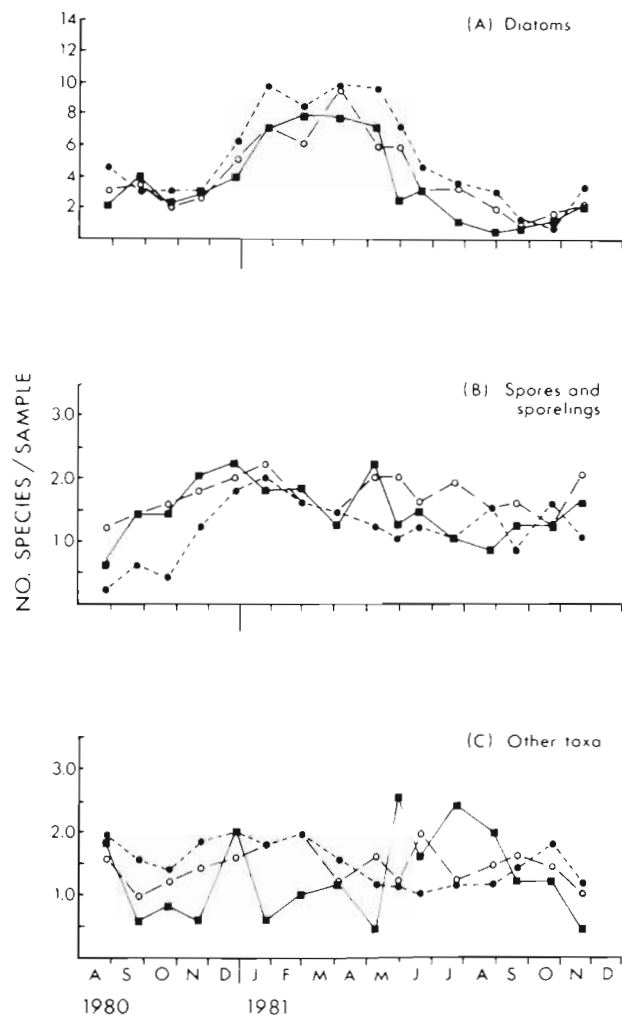 (A) Diatoms
14
12
10
8
6
4
2
NO. SPECIES/SAMPLE
(B) Spores and
sporelings
3.0
2.0
1.0
(C) Other taxa
3.0
2.0
1.0
A S O N D J F M A M J J A S O N D
1980 1981